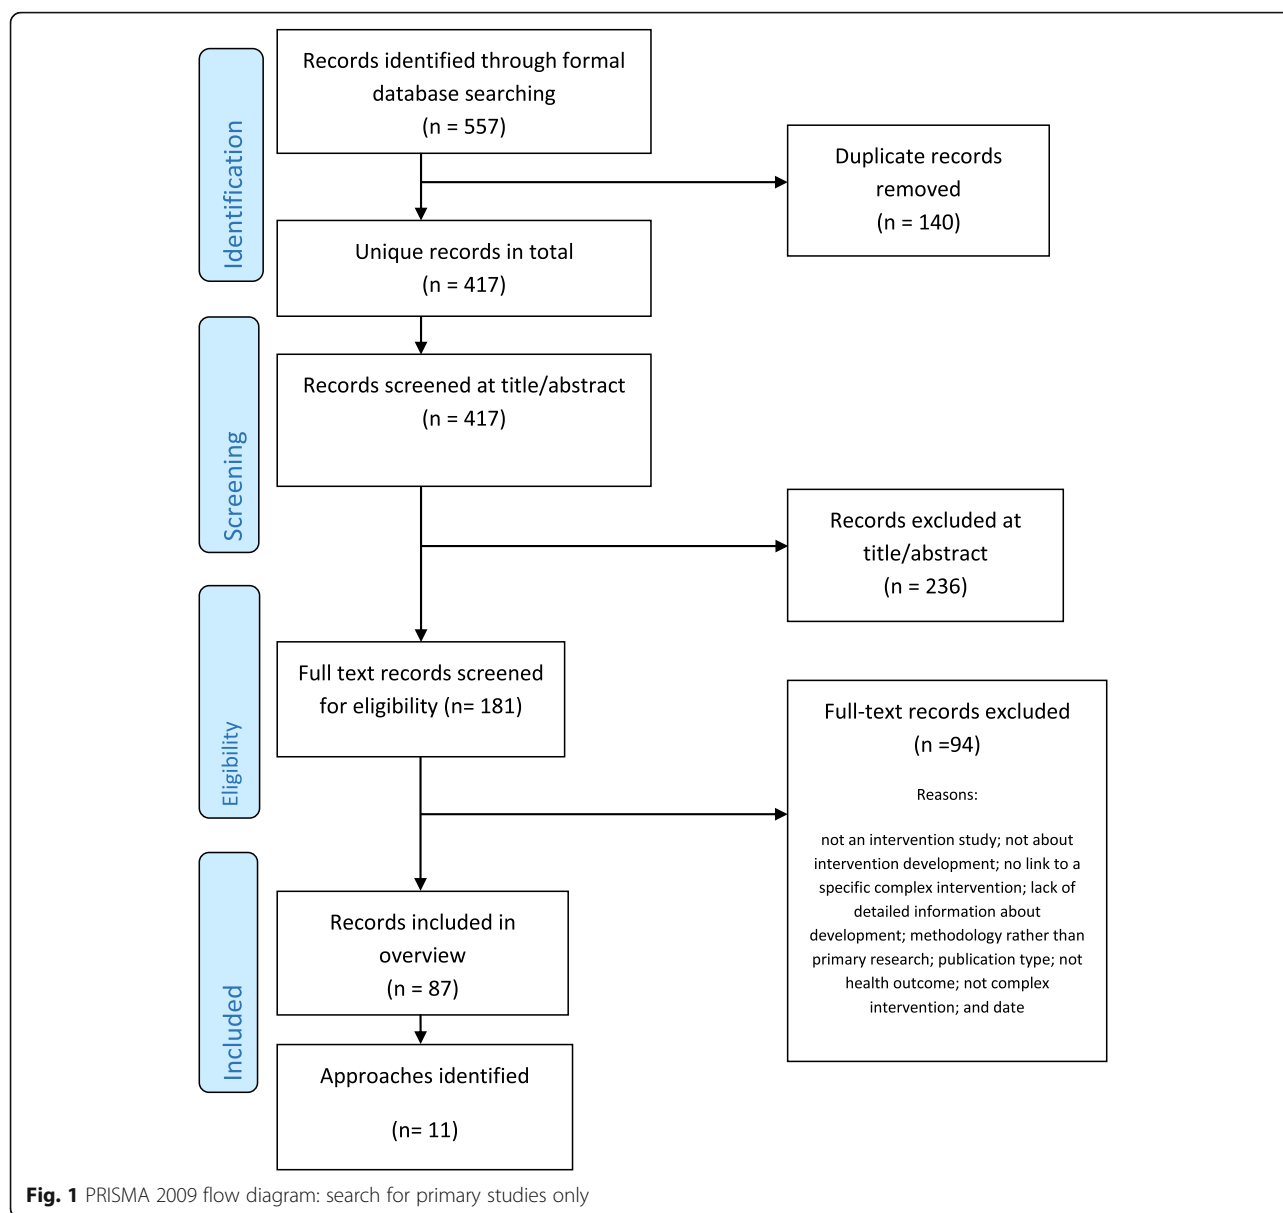 Identification
Records identified through formal
database searching
(n = 557)
Duplicate records
removed
(n = 140)
Unique records in total
(n = 417)
Screening
Records screened at title/abstract
(n = 417)
Records excluded at
title/abstract
(n = 236)
Eligibility
Full text records screened
for eligibility (n= 181)
Full-text records excluded
(n =94)
Reasons:
not an intervention study; not about
intervention development; no link to a
specific complex intervention; lack of
detailed information about
development; methodology rather than
primary research; publication type; not
health outcome; not complex
intervention; and date
Included
Records included in
overview
(n = 87)
Approaches identified
(n= 11)
Fig. 1 PRISMA 2009 flow diagram: search for primary studies only